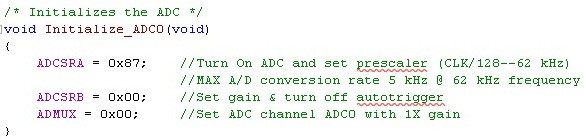 /* Initializes the ADC */
void Initialize_ADC0(void)
{
ADCSRA = 0x87; //Turn On ADC and set prescaler (CLK/128--62 kHz)
//MAX A/D conversion rate 5 kHz @ 62 kHz frequency
ADCSRB = 0x00; //Set gain & turn off autotrigger
ADMUX = 0x00; //Set ADC channel ADC0 with 1X gain
}